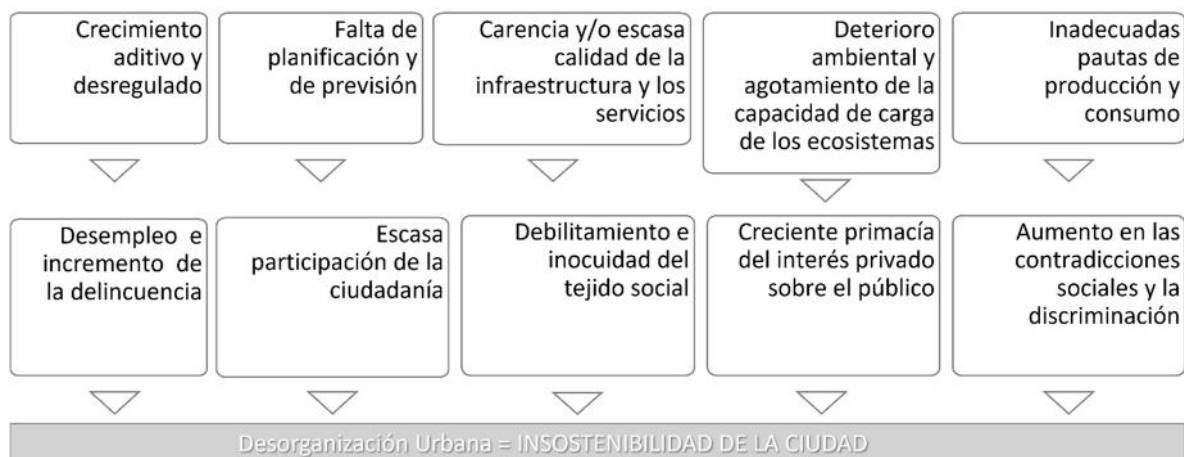 Crecimiento
aditivo y
desregulado
Falta de
planificación y
de previsión
Carencia y/o escasa
calidad de la
infraestructura y los
servicios
Deterioro
ambiental y
agotamiento de la
capacidad de carga
de los ecosistemas
Inadecuadas
pautas de
producción y
consumo
Desempleo e
incremento de
la delincuencia
Escasa
participación de la
ciudadanía
Debilitamiento e
inocuidad del
tejido social
Creciente primacía
del interés privado
sobre el público
Aumento en las
contradicciones
sociales y la
discriminación
Desorganización Urbana = INSOSTENIBILIDAD DE LA CIUDAD